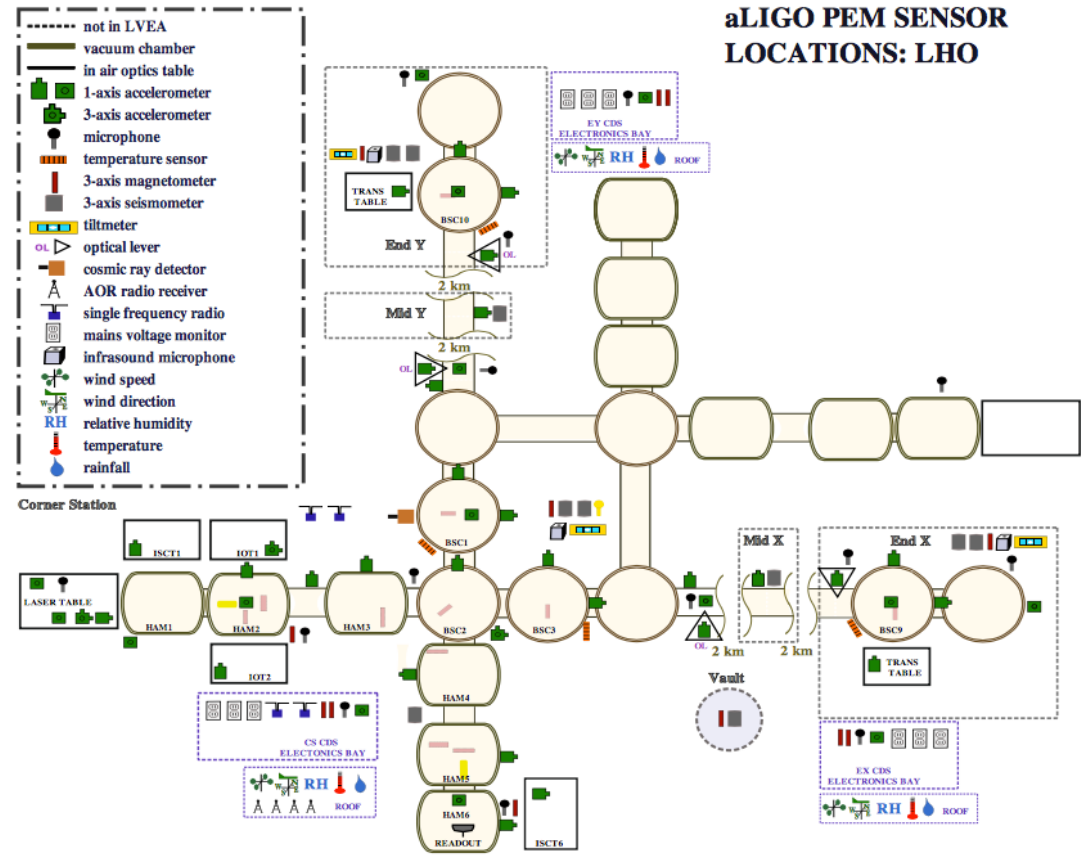 aLIGO PEM SENSOR
LOCATIONS: LHO
not in LVEA
vacuum chamber
in air optics table
1-axis accelerometer
3-axis accelerometer
microphone
temperature sensor
3-axis magnetometer
3-axis seismometer
tiltmeter
OL optical lever
cosmic ray detector
AOR radio receiver
single frequency radio
mains voltage monitor
infrasound microphone
wind speed
W N S E wind direction
RH relative humidity
temperature
rainfall
EY CDS
ELECTRONICS BAY
W N S E RH ROOF
TRANS
TABLE
BSC10
End Y
OL
2 km
Mid Y
2 km
OL
Corner Station
ISCT1
IOT1
BSC1
LASER TABLE
HAM1
HAM2
HAM3
BSC2
BSC3
IOT2
HAM4
HAM5
HAM6
READOUT
ISCT6
OL
2 km
Mid X
2 km
End X
BSC9
TRANS
TABLE
Vault
CS CDS
ELECTONICS BAY
W N S E RH
ROOF
EX CDS
ELECTRONICS BAY
W N S E RH ROOF